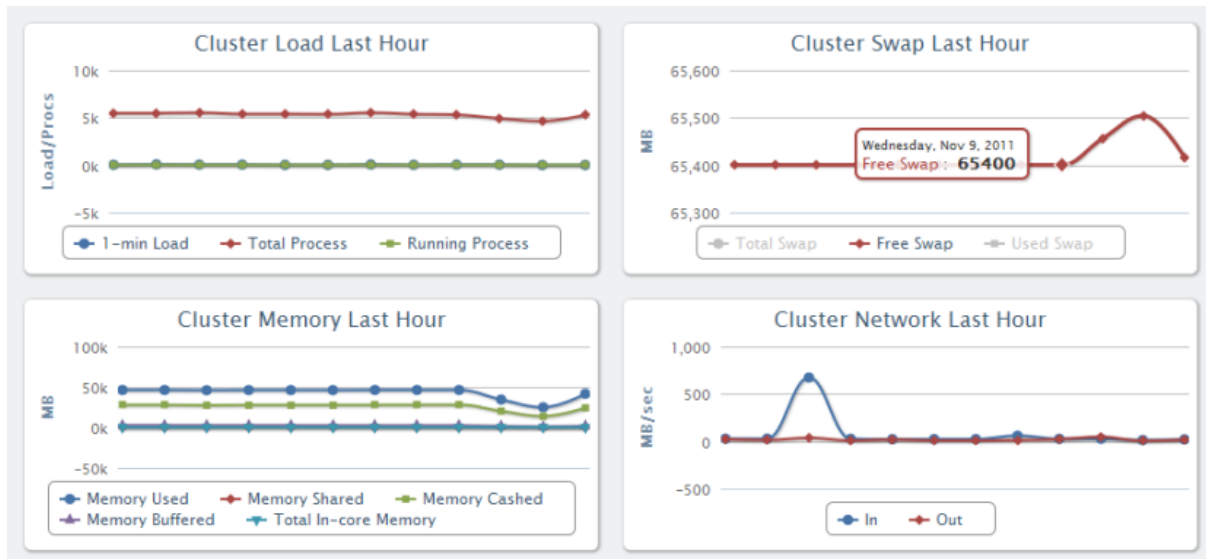 Cluster Load Last Hour
10k
5k
0k
-5k
Load/Procs
1-min Load Total Process Running Process
Cluster Swap Last Hour
65,600
65,500
65,400
65,300
MB
Wednesday, Nov 9, 2011
Free Swap : 65400
Total Swap Free Swap Used Swap
Cluster Memory Last Hour
100k
50k
0k
-50k
MB
Memory Used Memory Shared Memory Cashed
Memory Buffered Total In-core Memory
Cluster Network Last Hour
1,000
500
0
-500
MB/sec
In Out